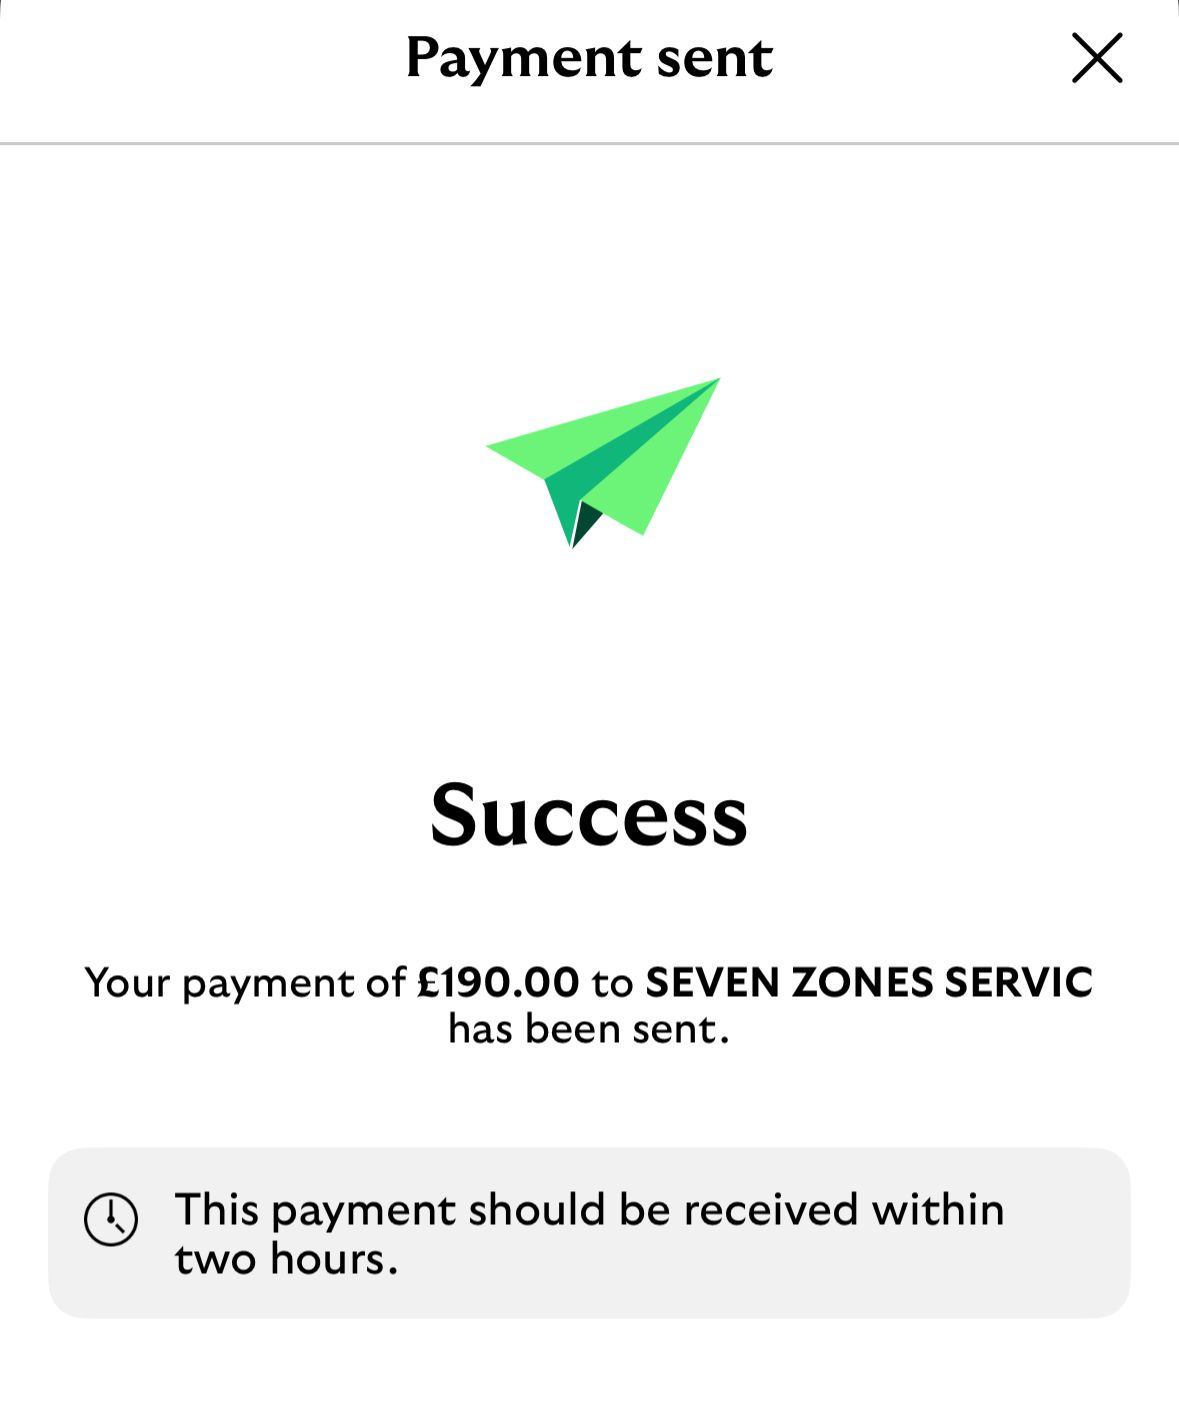 Payment sent
Success
Your payment of £190.00 to SEVEN ZONES SERVIC
has been sent.
This payment should be received within
two hours.